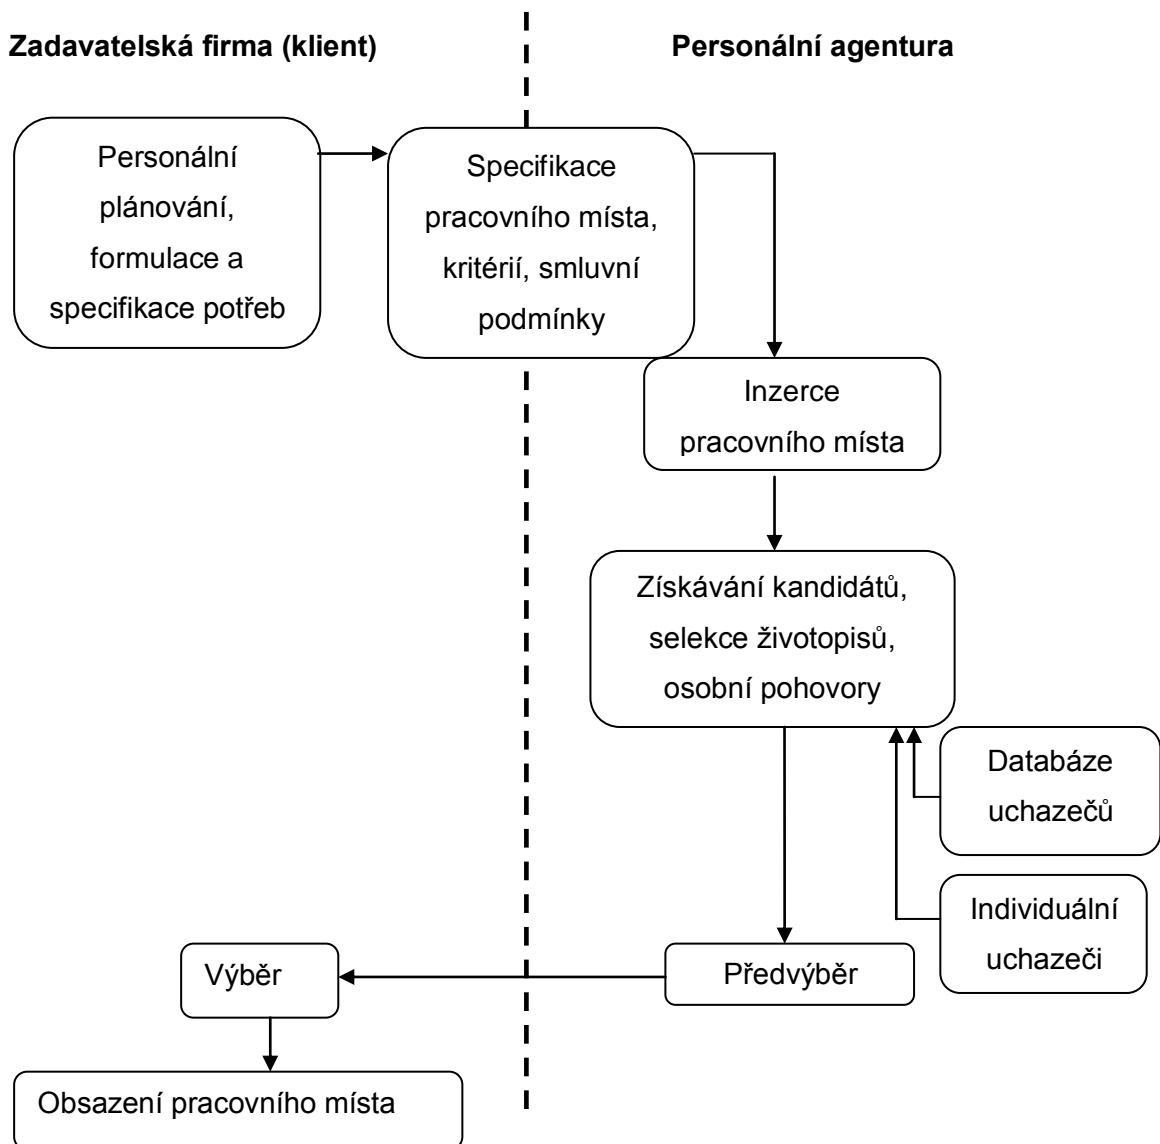 Zadavatelská firma (klient)
Personální agentura
Personální
plánování,
formulace a
specifikace potřeb
Specifikace
pracovního místa,
kritérií, smluvní
podmínky
Inzerce
pracovního místa
Získávání kandidátů,
selekce životopisů,
osobní pohovory
Databáze
uchazečů
Individuální
uchazeči
Předvýběr
Výběr
Obsazení pracovního místa